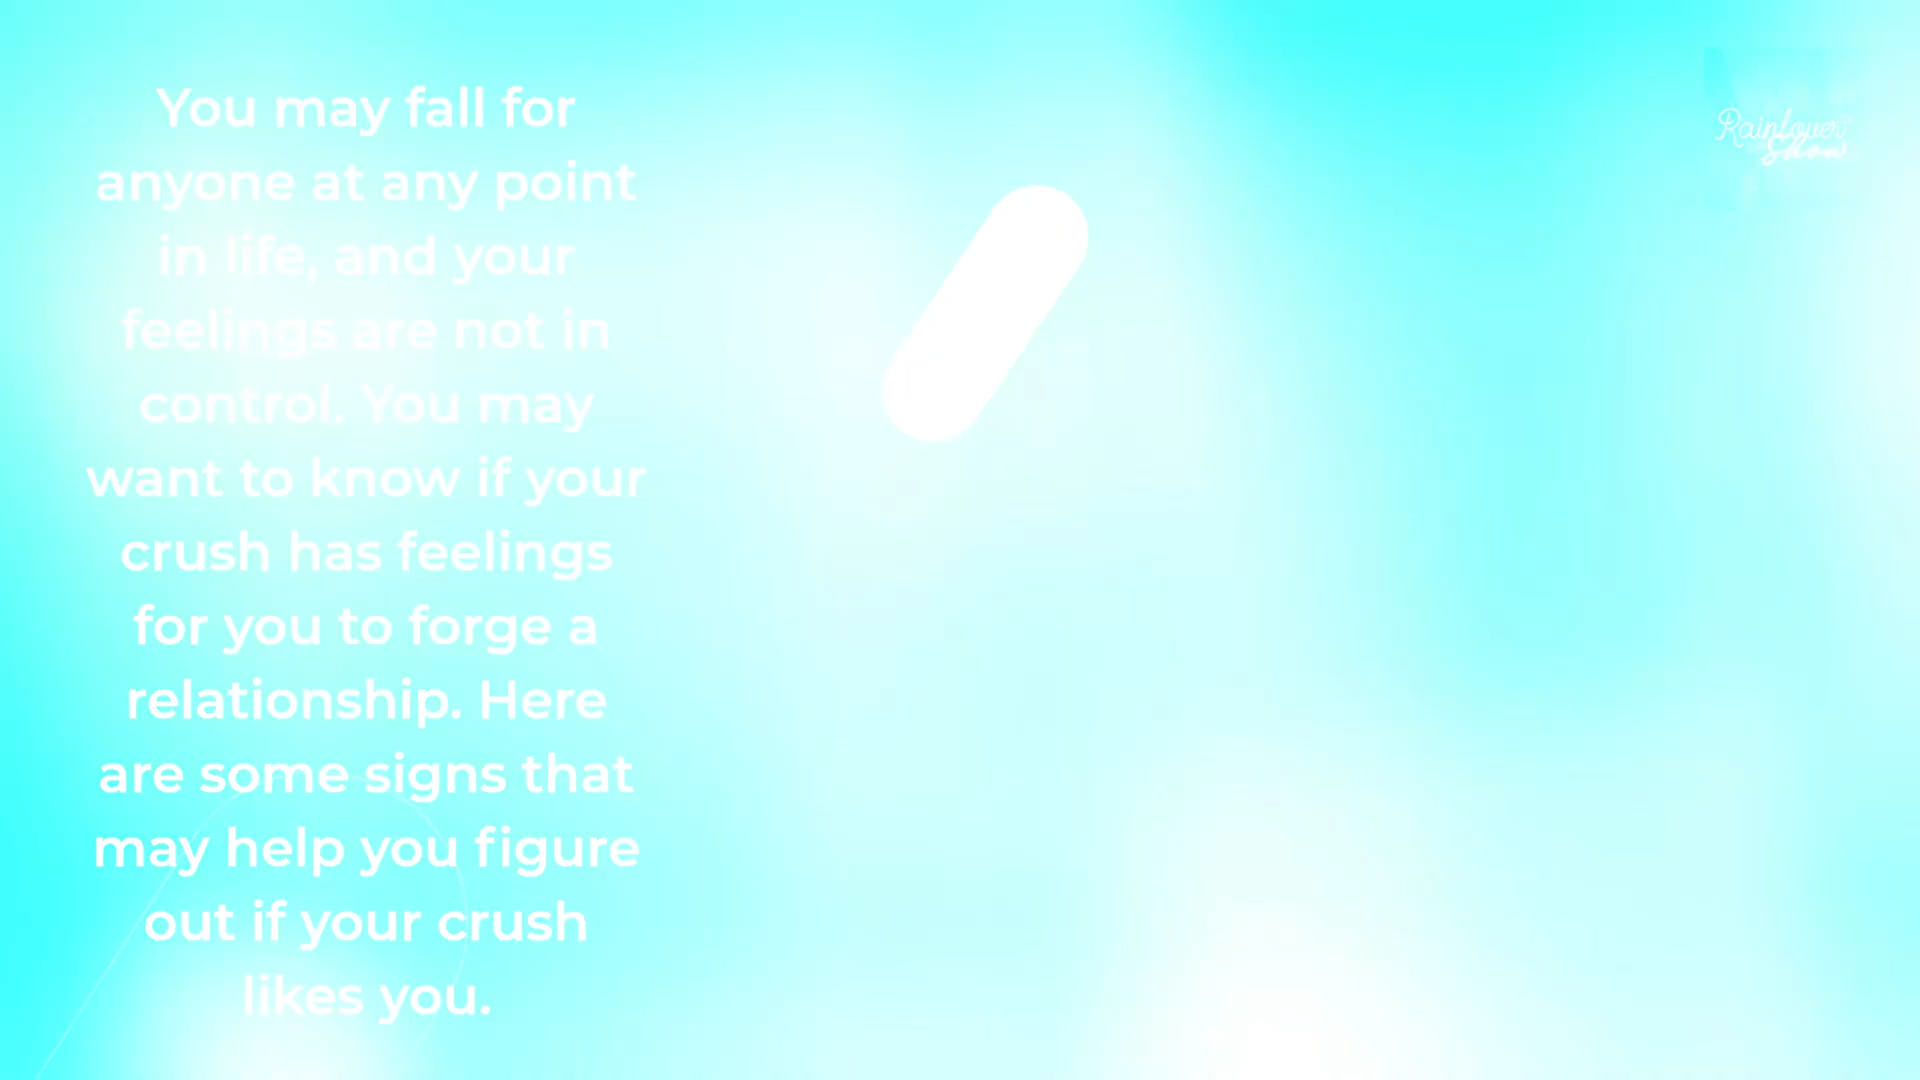 You may fall for
anyone at any point
in life, and your
feelings are not in
control. You may
want to know if your
crush has feelings
for you to forge a
relationship. Here
are some signs that
may help you figure
out if your crush
likes you.
Rainlovers
Show